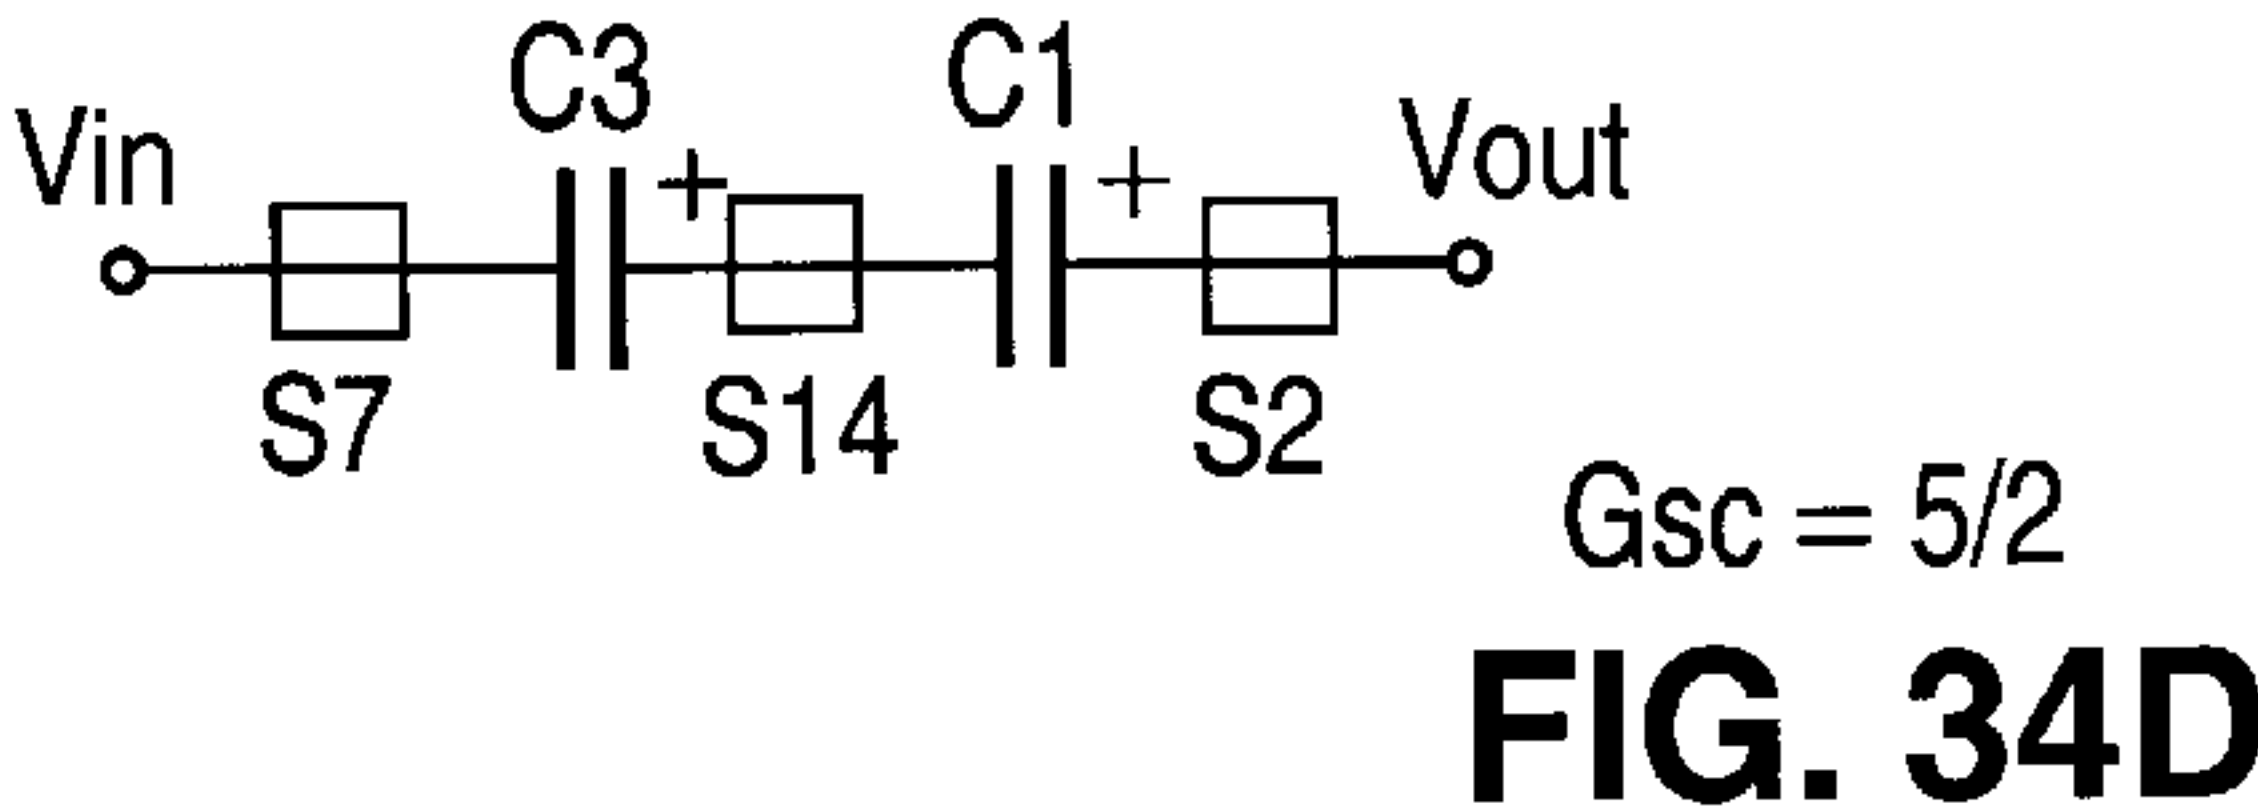 C3 C1
Vin + + Vout
S7 S14 S2
Gsc = 5/2
FIG. 34D